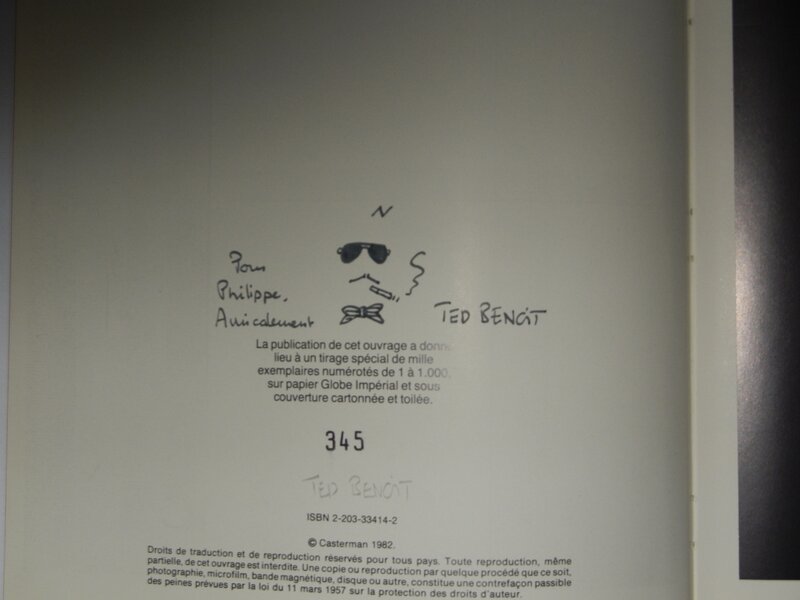 Pour
Philippe,
Amicalement
TED BENOIT
La publication de cet ouvrage a donné
lieu à un tirage spécial de mille
exemplaires numérotés de 1 à 1.000,
sur papier Globe Impérial et sous
couverture cartonnée et toilée.
345
TED BENOIT
ISBN 2-203-33414-2
© Casterman 1982.
Droits de traduction et de reproduction réservés pour tous pays. Toute reproduction, même
partielle, de cet ouvrage est interdite. Une copie ou reproduction par quelque procédé que ce soit,
photographie, microfilm, bande magnétique, disque ou autre, constitue une contrefaçon passible
des peines prévues par la loi du 11 mars 1957 sur la protection des droits d'auteur.